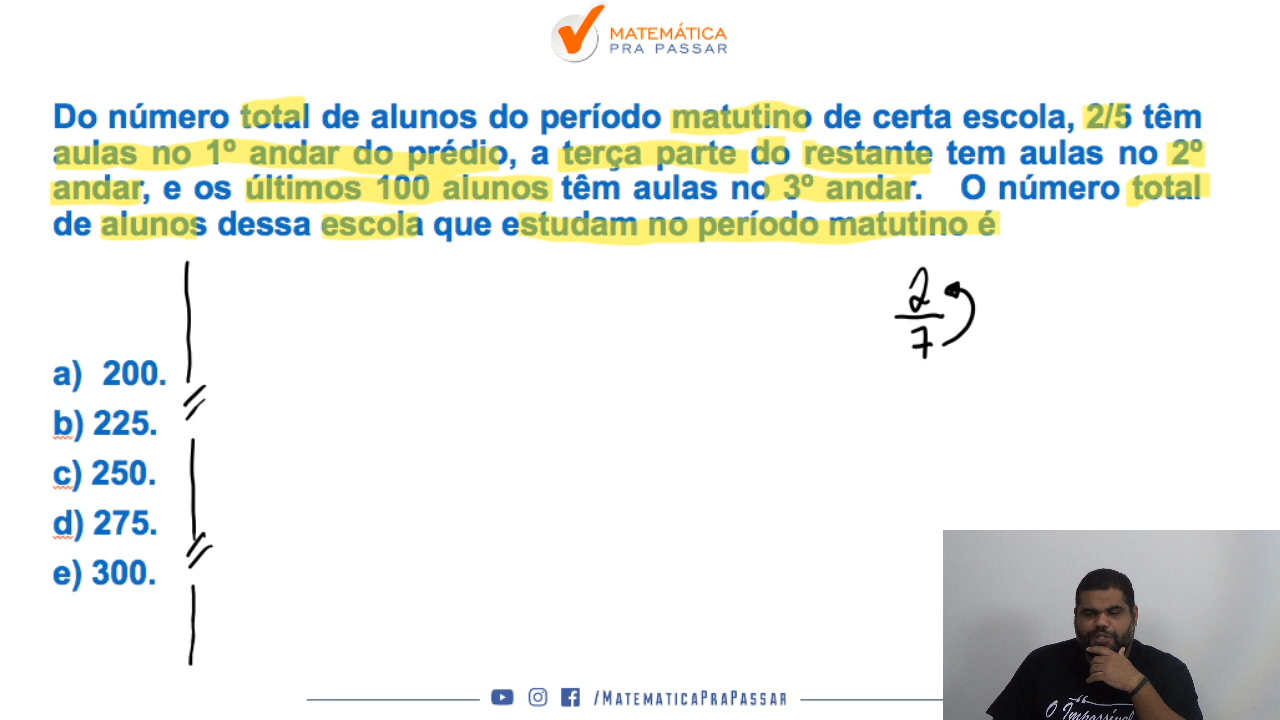 MATEMÁTICA
PRA PASSAR
Do número total de alunos do período matutino de certa escola, 2/5 têm
aulas no 1º andar do prédio, a terça parte do restante tem aulas no 2º
andar, e os últimos 100 alunos têm aulas no 3º andar. O número total
de alunos dessa escola que estudam no período matutino é
2
7
a) 200.
b) 225.
c) 250.
d) 275.
e) 300.
O Impossível
/MATEMATICAPRAPASSAR